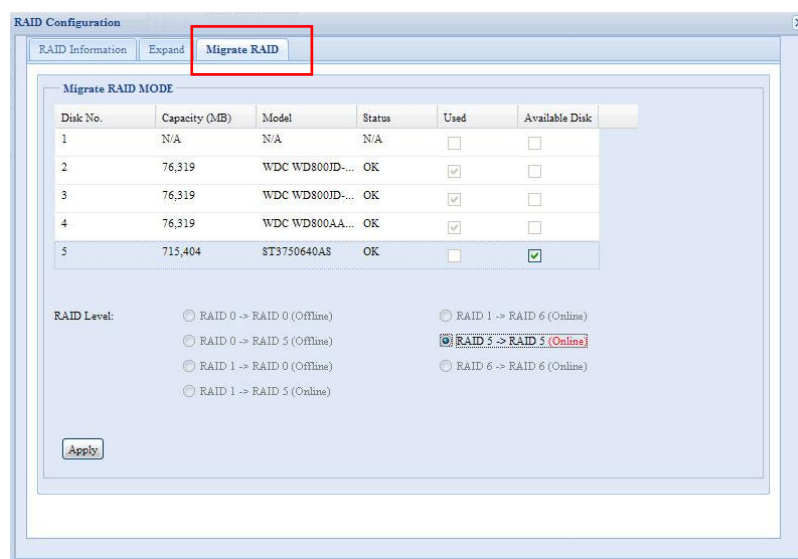 RAID Configuration
RAID Information Expand Migrate RAID
Migrate RAID MODE
Disk No. Capacity (MB) Model Status Used Available Disk
1 N/A N/A N/A
2 76,319 WDC WD800JD-... OK
3 76,319 WDC WD800JD-... OK
4 76,319 WDC WD800AA... OK
5 715,404 ST3750640AS OK
RAID Level: RAID 0 -> RAID 0 (Offline) RAID 1 -> RAID 6 (Online)
RAID 0 -> RAID 5 (Offline) RAID 5 -> RAID 5 (Online)
RAID 1 -> RAID 0 (Offline) RAID 6 -> RAID 6 (Online)
RAID 1 -> RAID 5 (Online)
Apply